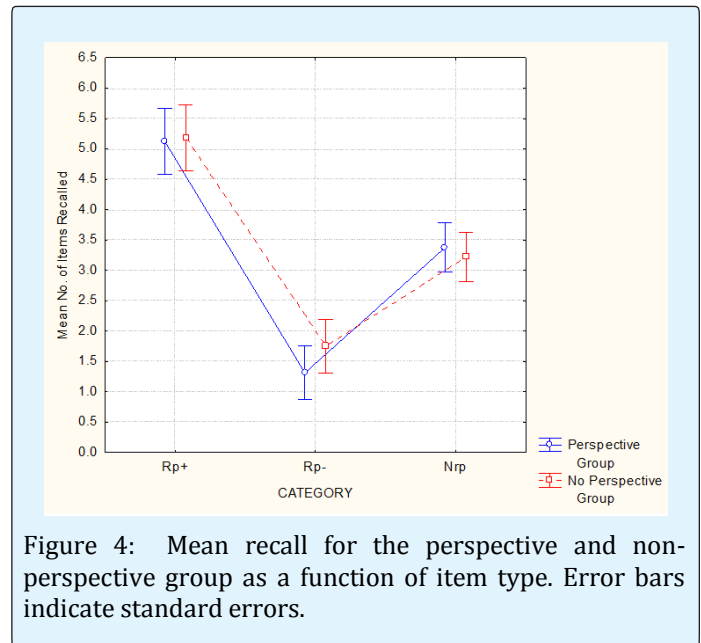 6.5
6.0
5.5
5.0
4.5
4.0
3.5
3.0
2.5
2.0
1.5
1.0
0.5
0.0
Mean No. of Items Recalled
Rp+ Rp- Nrp
CATEGORY
Perspective
Group
No Perspective
Group
Figure 4: Mean recall for the perspective and non-
perspective group as a function of item type. Error bars
indicate standard errors.